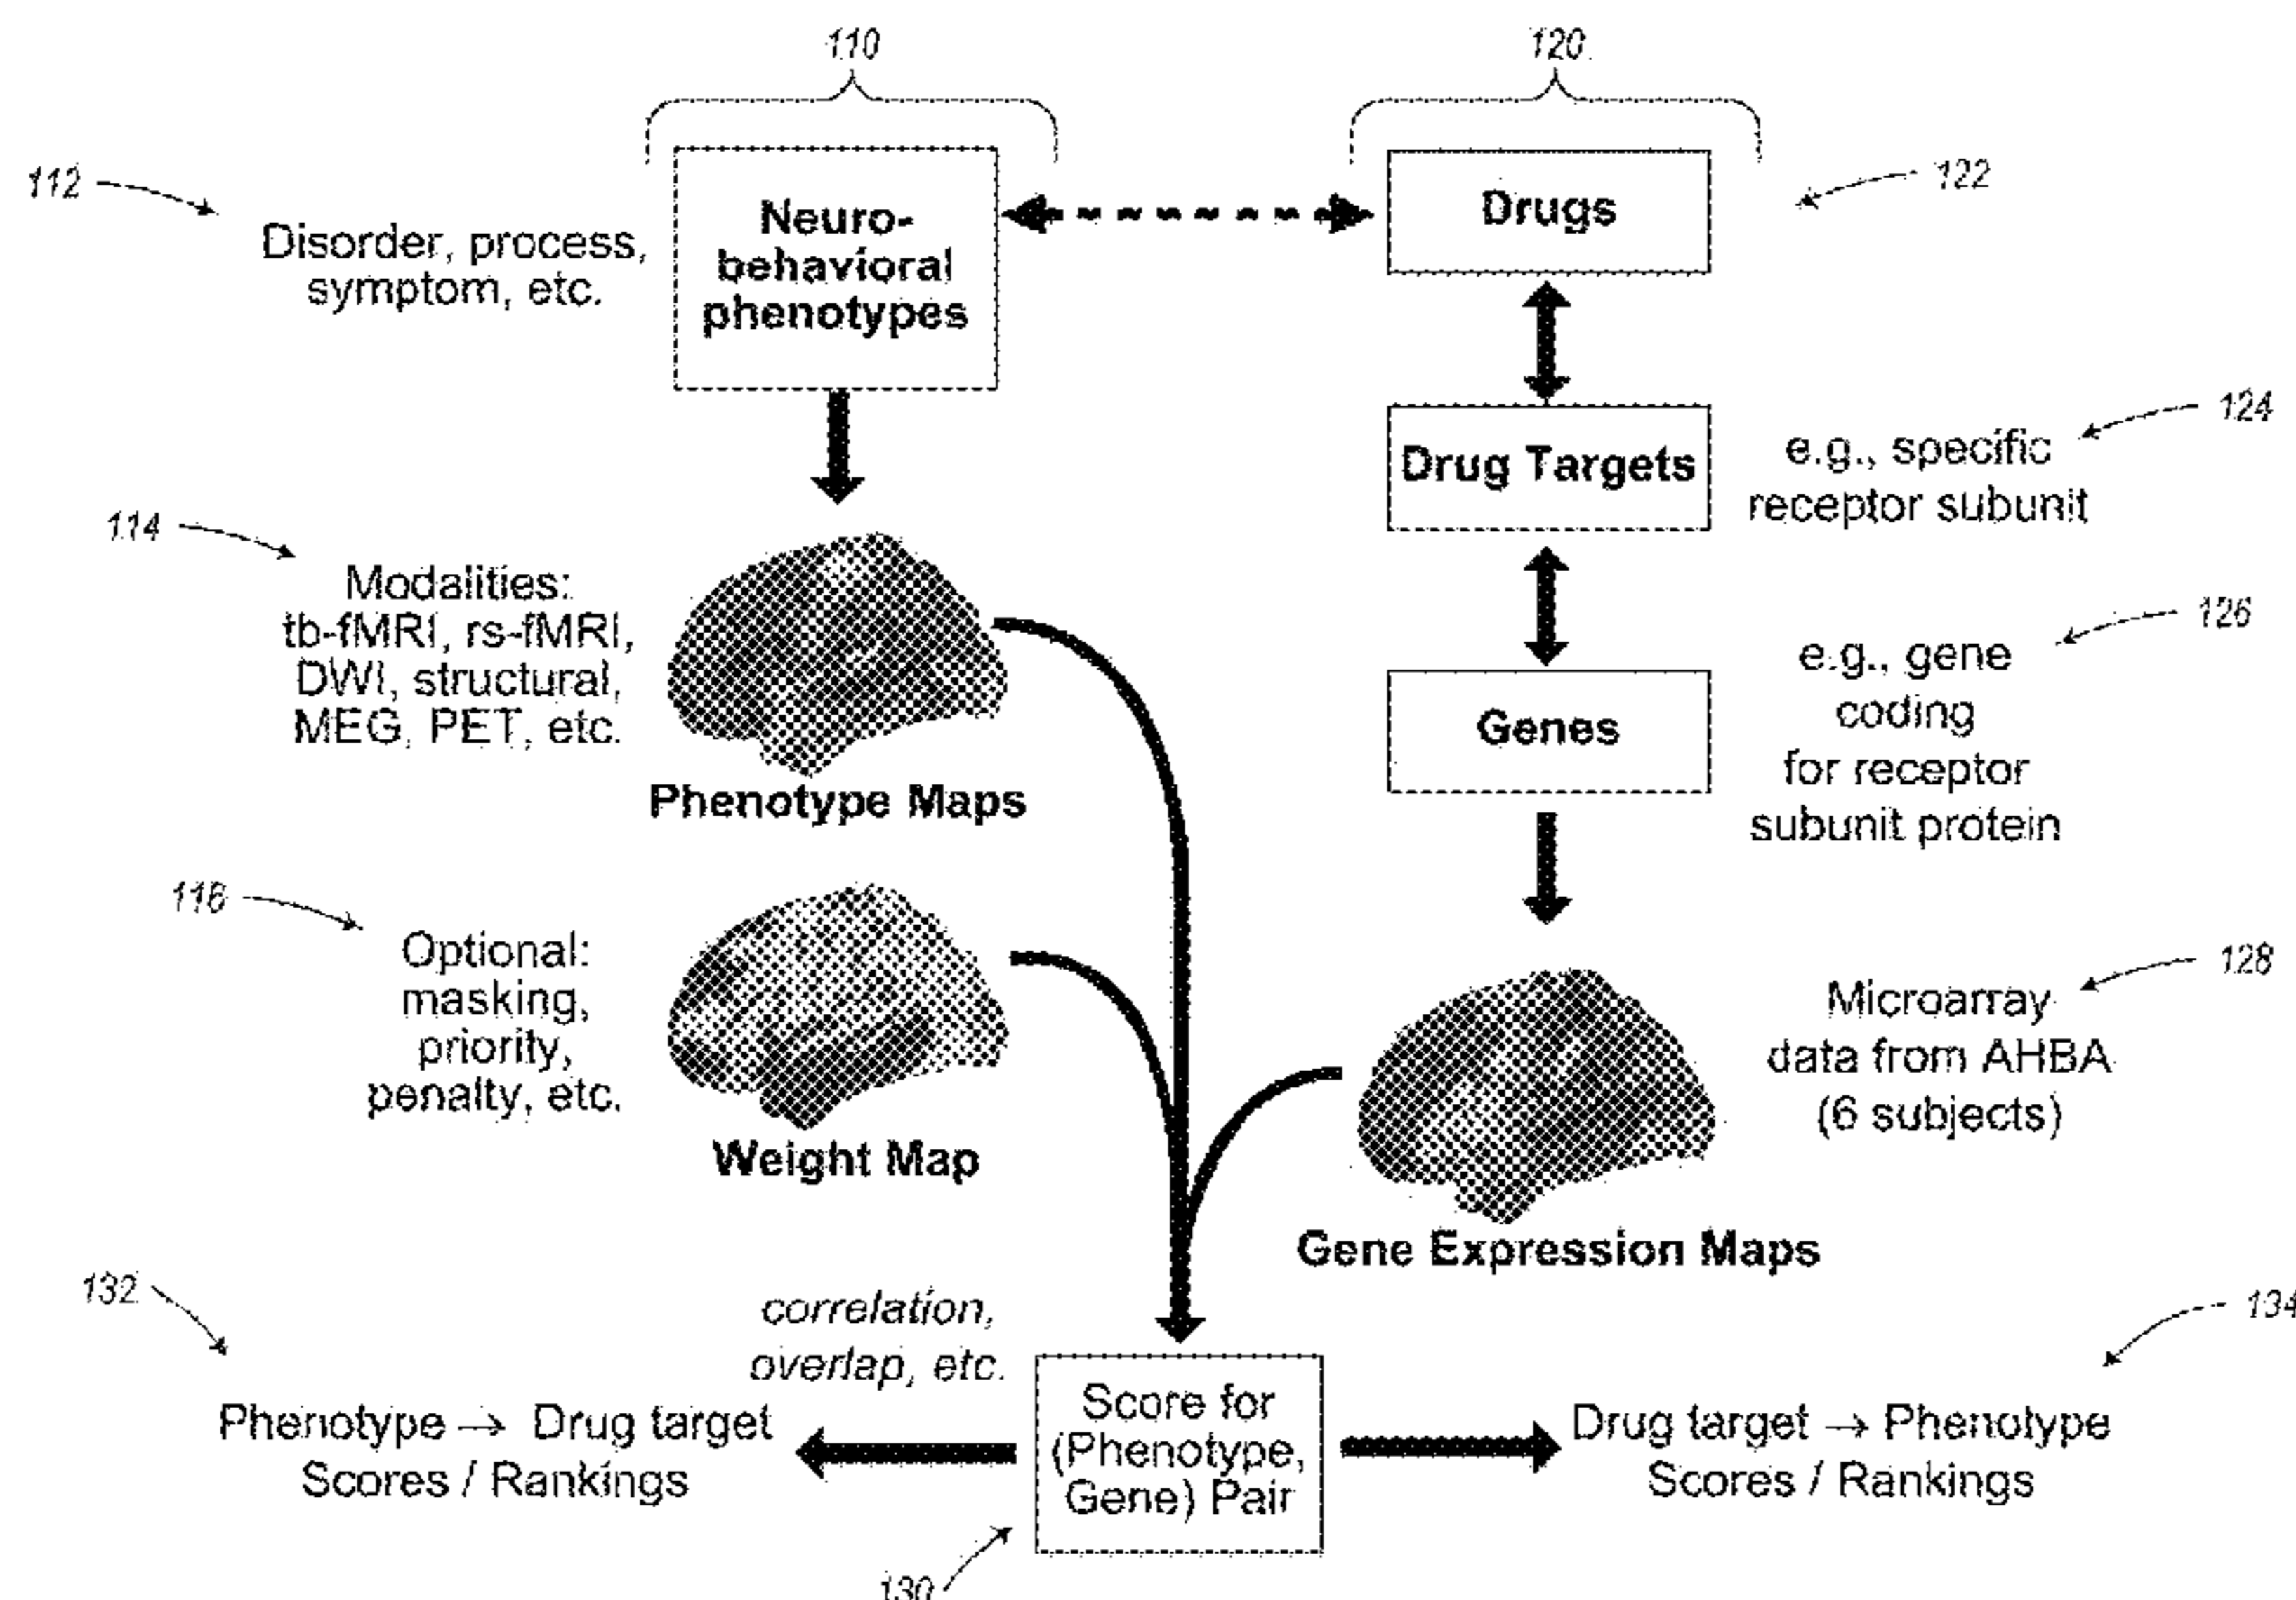 110
120
112
122
Neuro-
behavioral
phenotypes
Drugs
Disorder, process,
symptom, etc.
124
Drug Targets
e.g., specific
receptor subunit
114
Modalities:
tb-fMRI, rs-fMRI,
DWI, structural,
MEG, PET, etc.
Phenotype Maps
126
Genes
e.g., gene
coding
for receptor
subunit protein
116
Optional:
masking,
priority,
penalty, etc.
Weight Map
128
Microarray
data from AHBA
(6 subjects)
Gene Expression Maps
132
correlation,
overlap, etc.
134
Phenotype → Drug target
Scores / Rankings
Score for
(Phenotype,
Gene) Pair
Drug target → Phenotype
Scores / Rankings
130